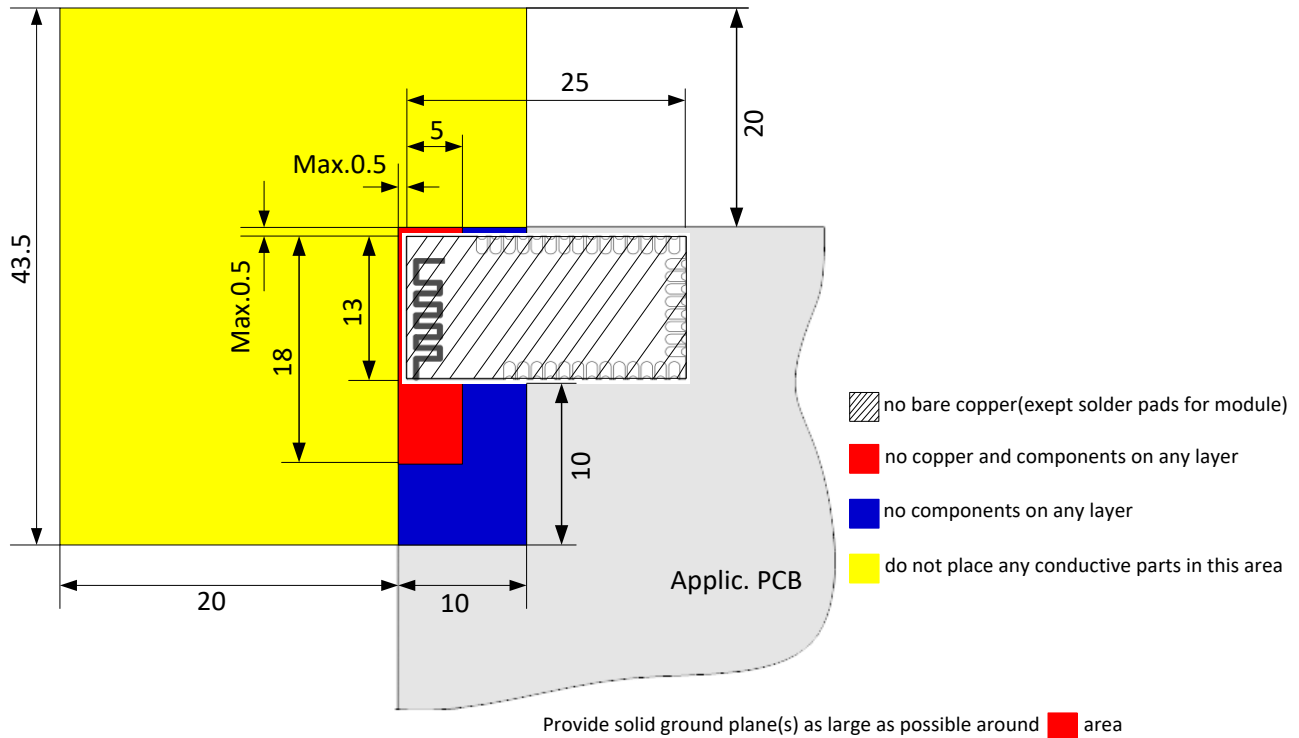 25
20
5
Max.0.5
43.5
Max.0.5
13
18
10
no bare copper(exept solder pads for module)
no copper and components on any layer
no components on any layer
do not place any conductive parts in this area
Applic. PCB
20
10
Provide solid ground plane(s) as large as possible around area